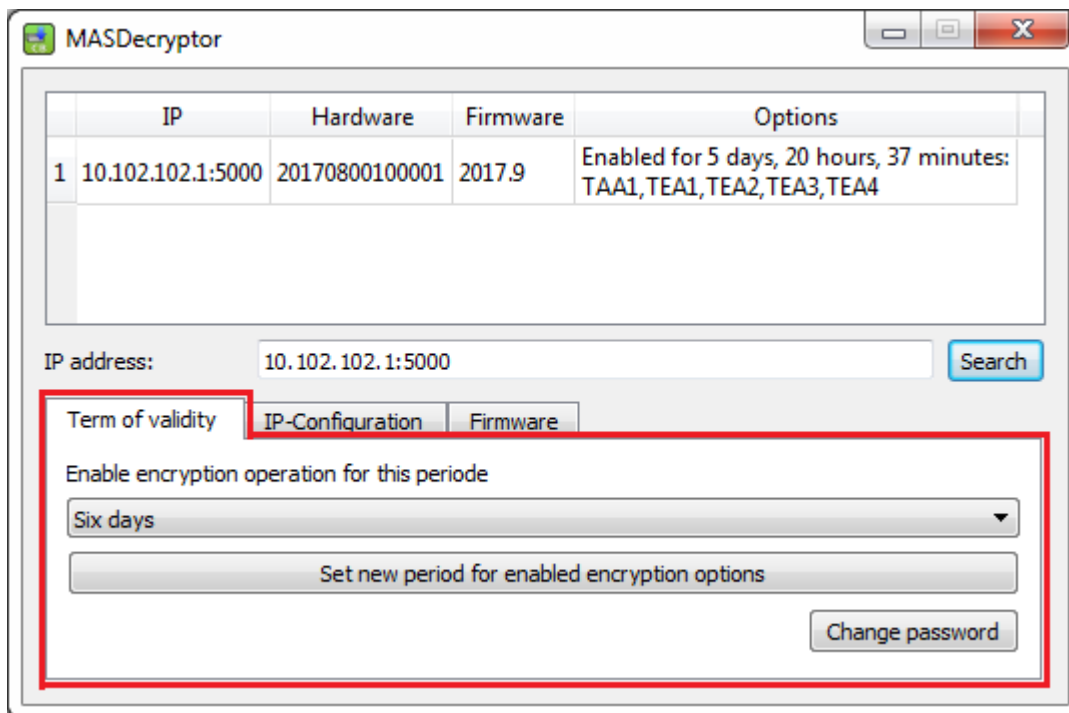 MASDecryptor
IP Hardware Firmware Options
1 10.102.102.1:5000 20170800100001 2017.9 Enabled for 5 days, 20 hours, 37 minutes:
TAA1,TEA1,TEA2,TEA3,TEA4
IP address: 10.102.102.1:5000 Search
Term of validity IP-Configuration Firmware
Enable encryption operation for this periode
Six days
Set new period for enabled encryption options
Change password